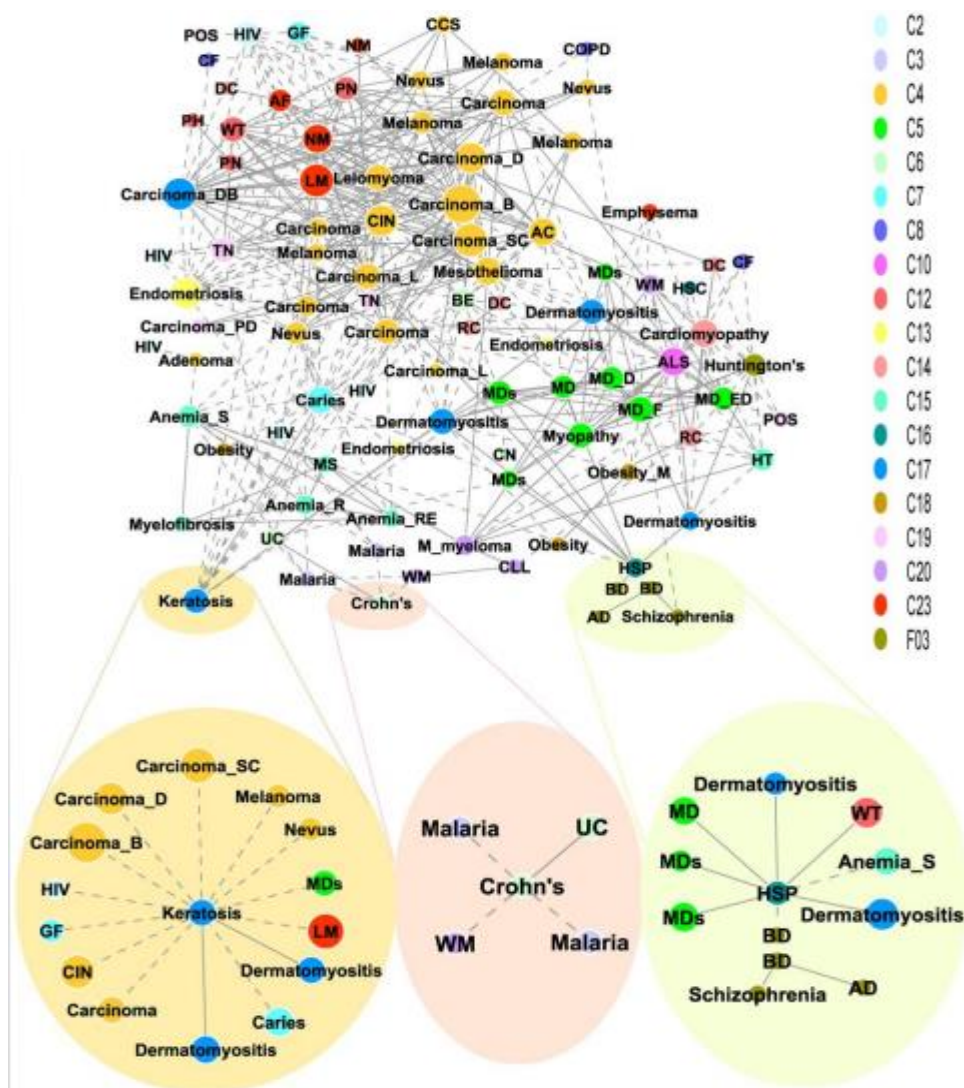 CCS
POS
HIV
GF
NM
COPD
CF
Melanoma
Nevus
DC
PN
Nevus
AF
Carcinoma
PH
WT
Melanoma
NM
Melanoma
PN
Carcinoma_D
LM
Leiomyoma
Carcinoma_DB
Carcinoma_B
Emphysema
CIN
Carcinoma
AC
Carcinoma_SC
TN
HIV
Melanoma
DC
CF
Carcinoma_L
Mesothelioma
MDs
WM
HSC
Endometriosis
Carcinoma
TN
BE
DC
Dermatomyositis
Carcinoma_PD
Nevus
Carcinoma
RC
Endometriosis
Cardiomyopathy
HIV
Adenoma
Carcinoma_L
ALS
Huntington's
MD_D
Caries
HIV
MDs
MD
MD_ED
MD_F
Anemia_S
Dermatomyositis
POS
HIV
Myopathy
RC
Obesity
Endometriosis
CN
HT
MS
MDs
Obesity_M
Anemia_R
Myelofibrosis
Anemia_RE
Dermatomyositis
UC
Malaria
M_myeloma
Obesity
Malaria
WM
CLL
HSP
Keratosis
Crohn's
BD
BD
AD
Schizophrenia
C2
C3
C4
C5
C6
C7
C8
C10
C12
C13
C14
C15
C16
C17
C18
C19
C20
C23
F03
Carcinoma_SC
Carcinoma_D
Melanoma
Carcinoma_B
Nevus
HIV
MDs
Keratosis
GF
LM
CIN
Dermatomyositis
Carcinoma
Caries
Dermatomyositis
Malaria
UC
Crohn's
WM
Malaria
Dermatomyositis
MD
WT
MDs
Anemia_S
HSP
MDs
Dermatomyositis
BD
BD
Schizophrenia
AD